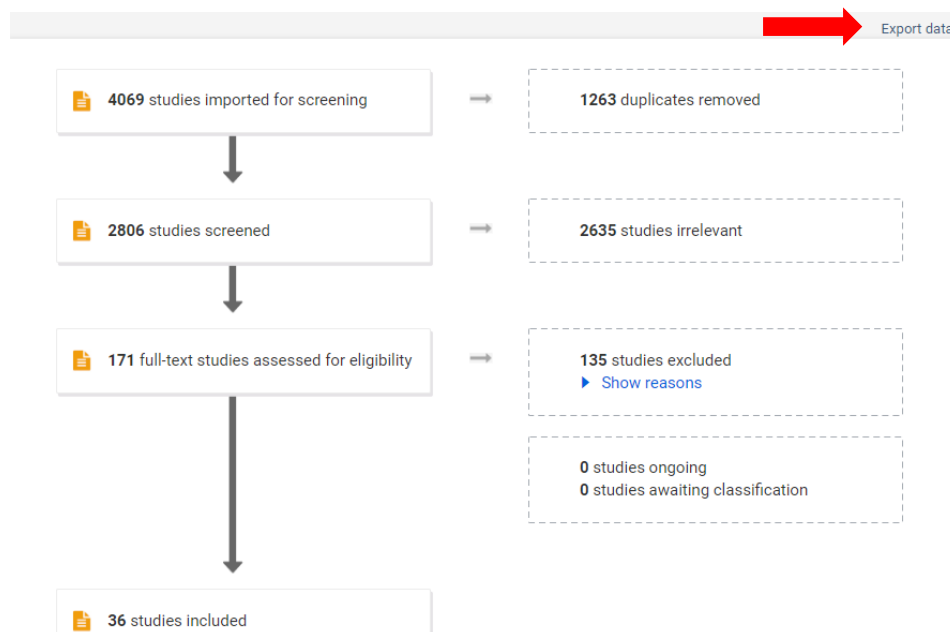 Export data
4069 studies imported for screening
1263 duplicates removed
2806 studies screened
2635 studies irrelevant
171 full-text studies assessed for eligibility
135 studies excluded
Show reasons
0 studies ongoing
0 studies awaiting classification
36 studies included